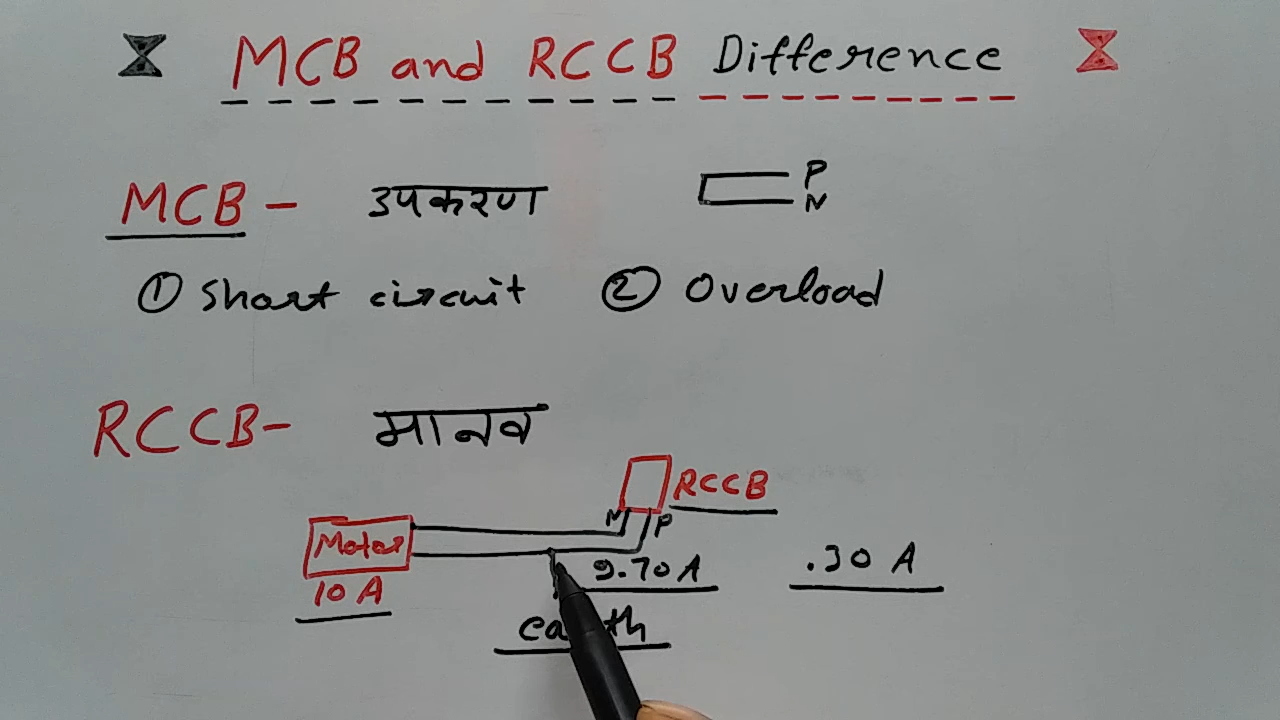 MCB and RCCB Difference
MCB - उपकरण P
N
① Short circuit ② Overload
RCCB - मानव
RCCB
N P
Motor
9.70 A .30 A
10 A
earth